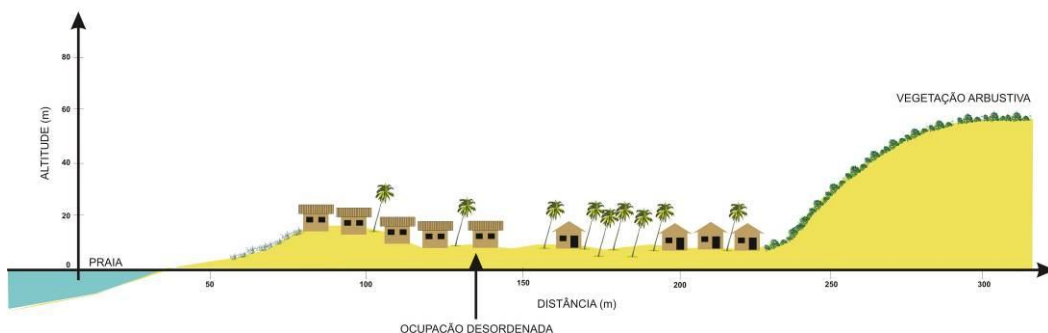 80
60
40
20
0
ALTITUDE (m)
VEGETAÇÃO ARBUSTIVA
PRAIA
50
100
150
200
250
300
DISTÂNCIA (m)
OCUPAÇÃO DESORDENADA